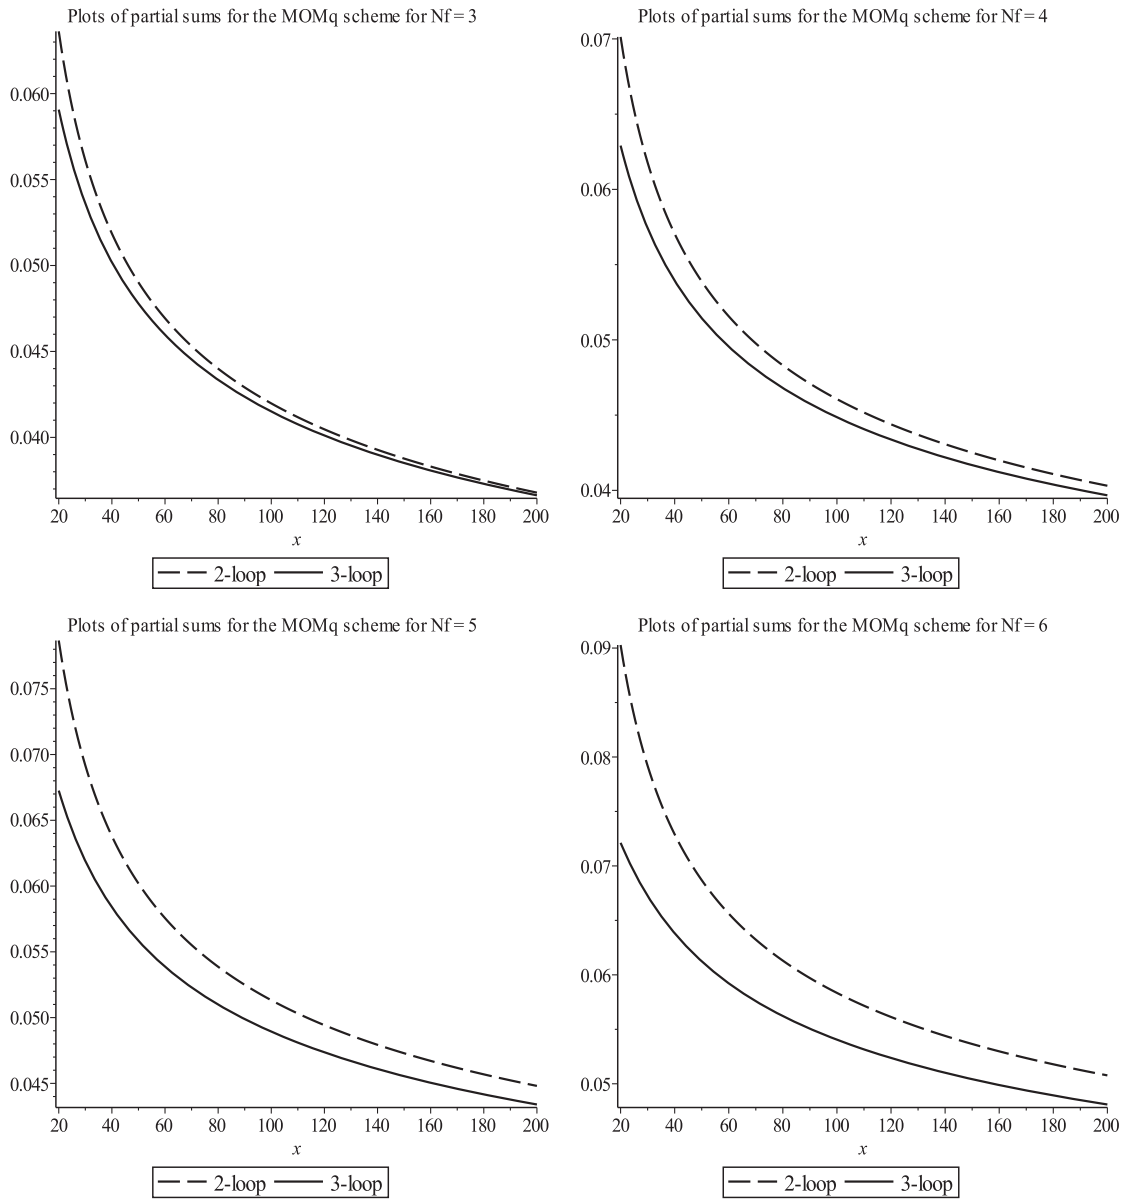 Plots of partial sums for the MOMq scheme for Nf = 3
0.060
0.055
0.050
0.045
0.040
20 40 60 80 100 120 140 160 180 200
x
2-loop 3-loop
Plots of partial sums for the MOMq scheme for Nf = 4
0.07
0.06
0.05
0.04
20 40 60 80 100 120 140 160 180 200
x
2-loop 3-loop
Plots of partial sums for the MOMq scheme for Nf = 5
0.075
0.070
0.065
0.060
0.055
0.050
0.045
20 40 60 80 100 120 140 160 180 200
x
2-loop 3-loop
Plots of partial sums for the MOMq scheme for Nf = 6
0.09
0.08
0.07
0.06
0.05
20 40 60 80 100 120 140 160 180 200
x
2-loop 3-loop